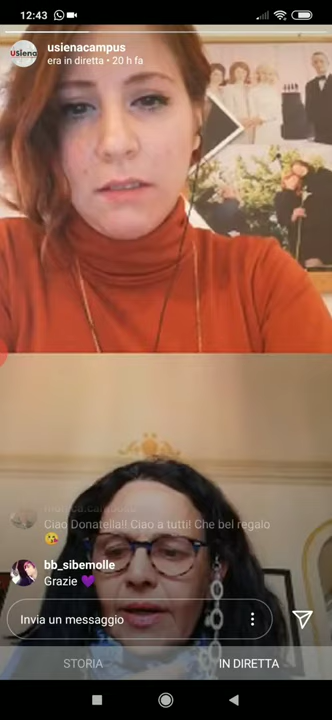 12:43
USiena
usienacampus
era in diretta • 20 h fa
Ciao Donatella!! Ciao a tutti! Che bel regalo
😘
bb_sibemolle
Grazie 💜
Invia un messaggio
STORIA
IN DIRETTA